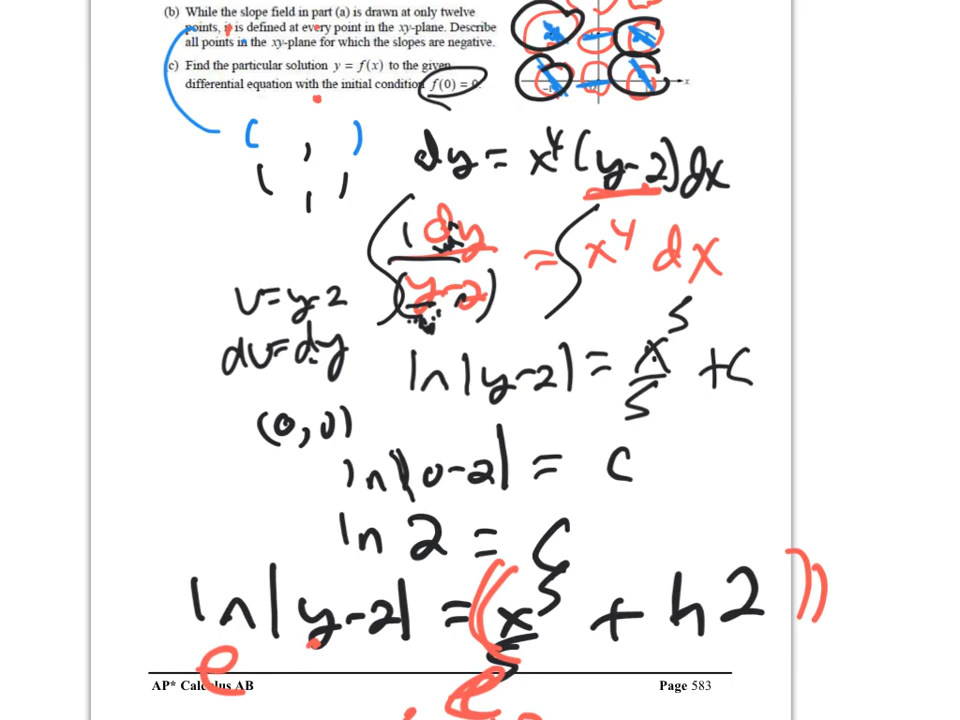 (b) While the slope field in part (a) is drawn at only twelve
points, it is defined at every point in the xy-plane. Describe
all points in the xy-plane for which the slopes are negative.
c) Find the particular solution y = f(x) to the given
differential equation with the initial condition f(0) = 0.
dy = x⁴(y-2)dx
∫ 1 dy/(y-2) = ∫ x⁴ dx
u=y-2
du=dy
ln|y-2| = x⁵/5 + C
(0,0)
ln|0-2| = C
ln 2 = C
ln|y-2| = (x⁵/5 + ln2)
e e
AP* Calculus AB Page 583